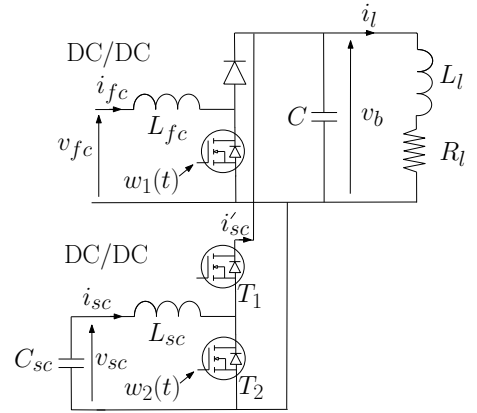 i_l
DC/DC
i_{fc}
L_{fc}
v_{fc}
w_1(t)
C
v_b
L_l
R_l
i'_{sc}
DC/DC
T_1
i_{sc}
L_{sc}
C_{sc}
v_{sc}
w_2(t)
T_2